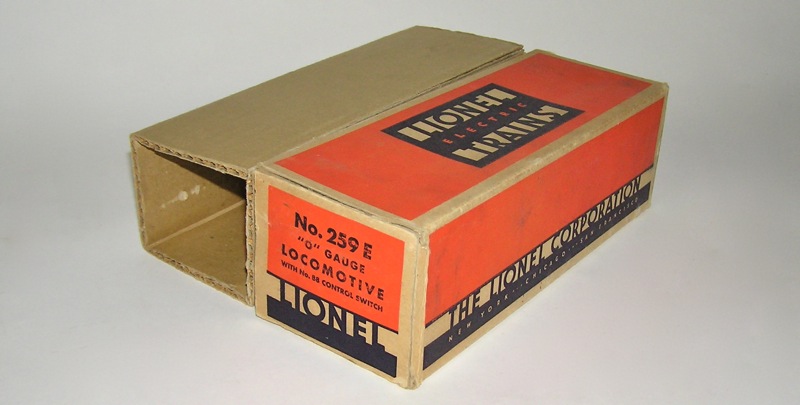 LIONEL
ELECTRIC
TRAINS
No. 259E
"O" GAUGE
LOCOMOTIVE
WITH No. 88 CONTROL SWITCH
LIONEL
THE LIONEL CORPORATION
NEW YORK · CHICAGO · SAN FRANCISCO